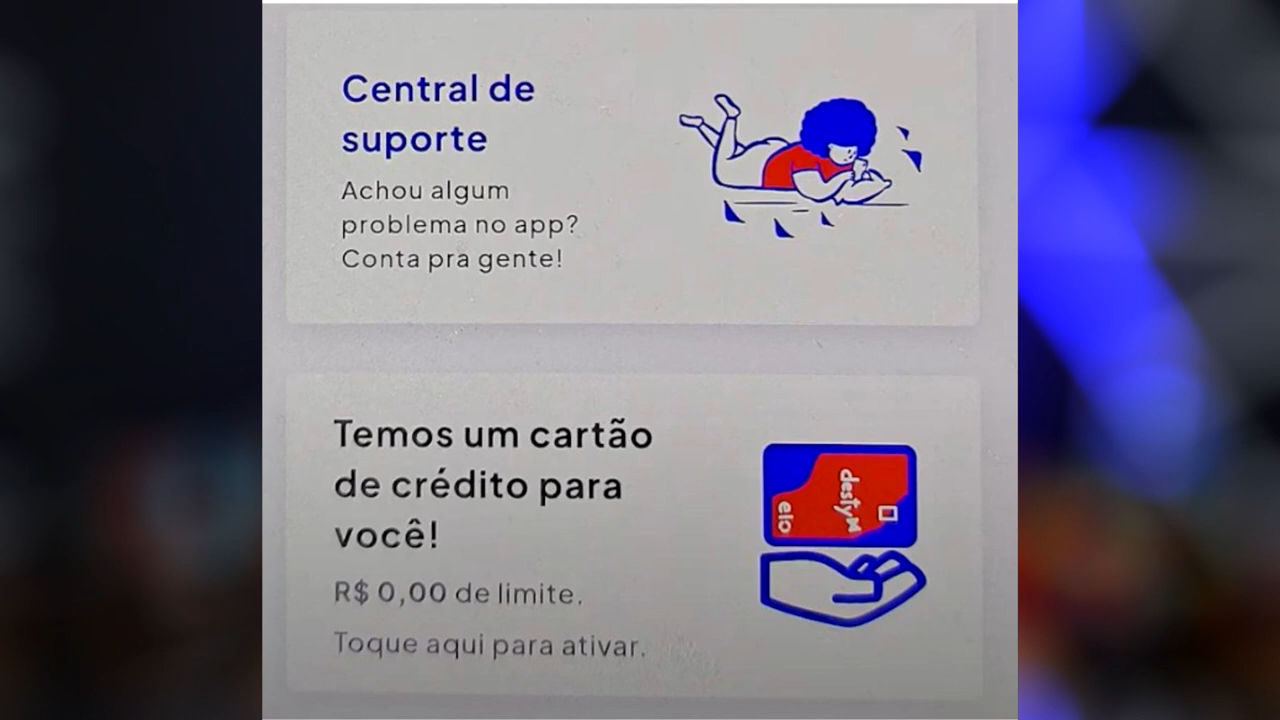 Central de
suporte
Achou algum
problema no app?
Conta pra gente!
Temos um cartão
de crédito para
você!
R$ 0,00 de limite.
Toque aqui para ativar.
elo